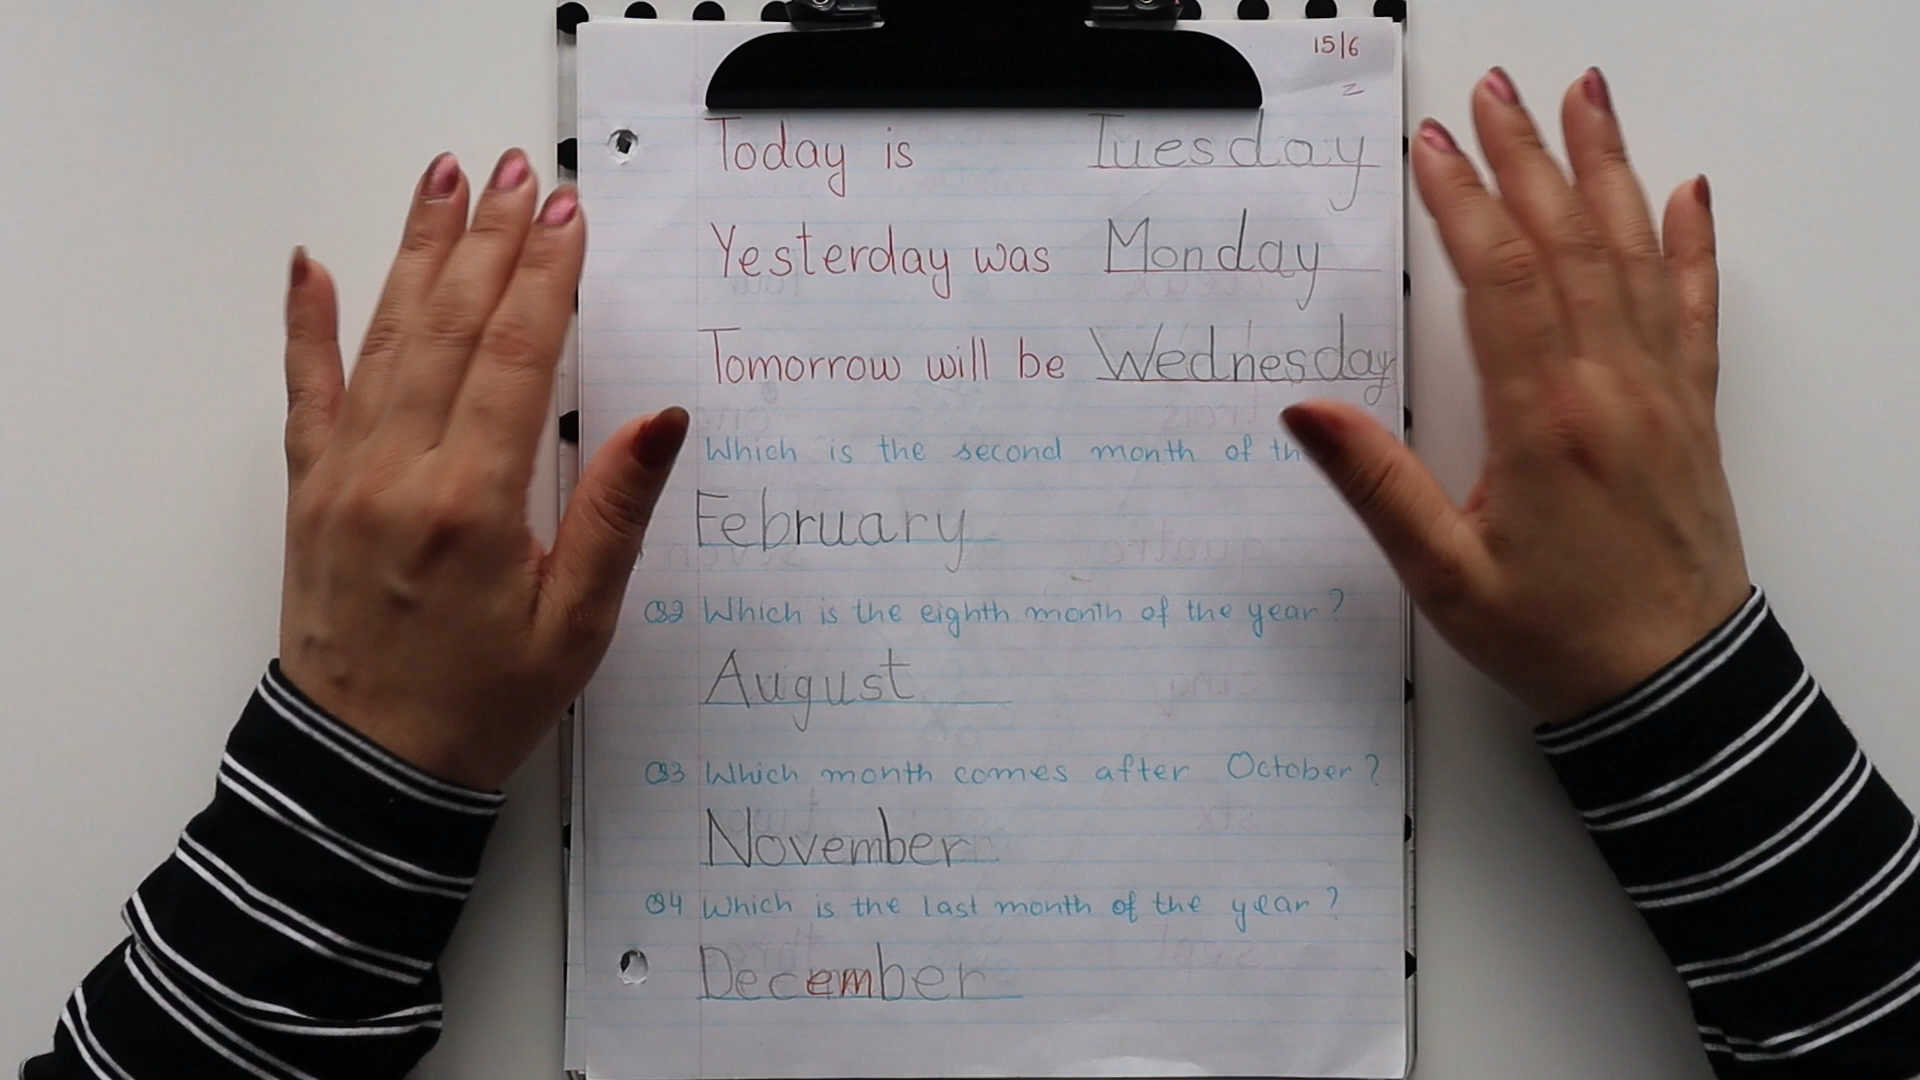 15/6
Today is Tuesday
Yesterday was Monday
Tomorrow will be Wednesday
Which is the second month of th
February
Q2 Which is the eighth month of the year?
August
Q3 Which month comes after October?
November
Q4 Which is the last month of the year?
December